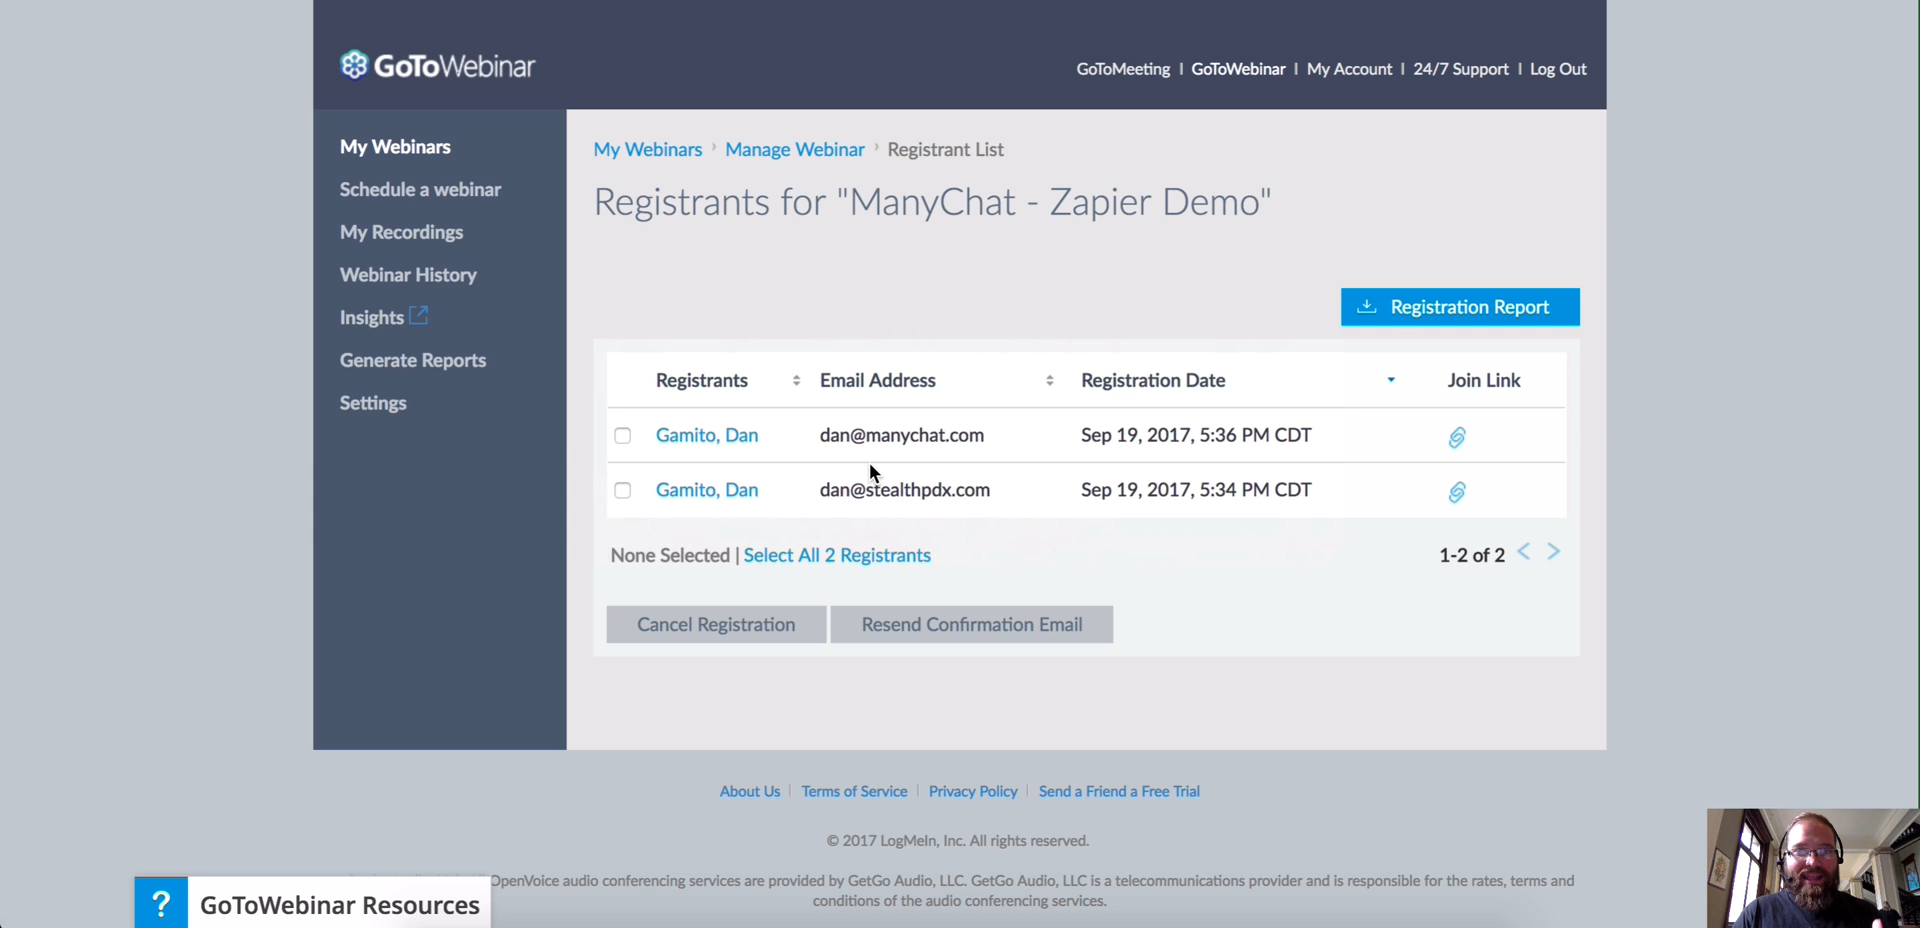 GoToWebinar
GoToMeeting | GoToWebinar | My Account | 24/7 Support | Log Out
My Webinars
Schedule a webinar
My Recordings
Webinar History
Insights
Generate Reports
Settings
My Webinars › Manage Webinar › Registrant List
Registrants for "ManyChat - Zapier Demo"
Registration Report
Registrants Email Address Registration Date Join Link
Gamito, Dan dan@manychat.com Sep 19, 2017, 5:36 PM CDT
Gamito, Dan dan@stealthpdx.com Sep 19, 2017, 5:34 PM CDT
None Selected | Select All 2 Registrants 1-2 of 2 < >
Cancel Registration Resend Confirmation Email
About Us | Terms of Service | Privacy Policy | Send a Friend a Free Trial
© 2017 LogMeIn, Inc. All rights reserved.
OpenVoice audio conferencing services are provided by GetGo Audio, LLC. GetGo Audio, LLC is a telecommunications provider and is responsible for the rates, terms and
conditions of the audio conferencing services.
? GoToWebinar Resources